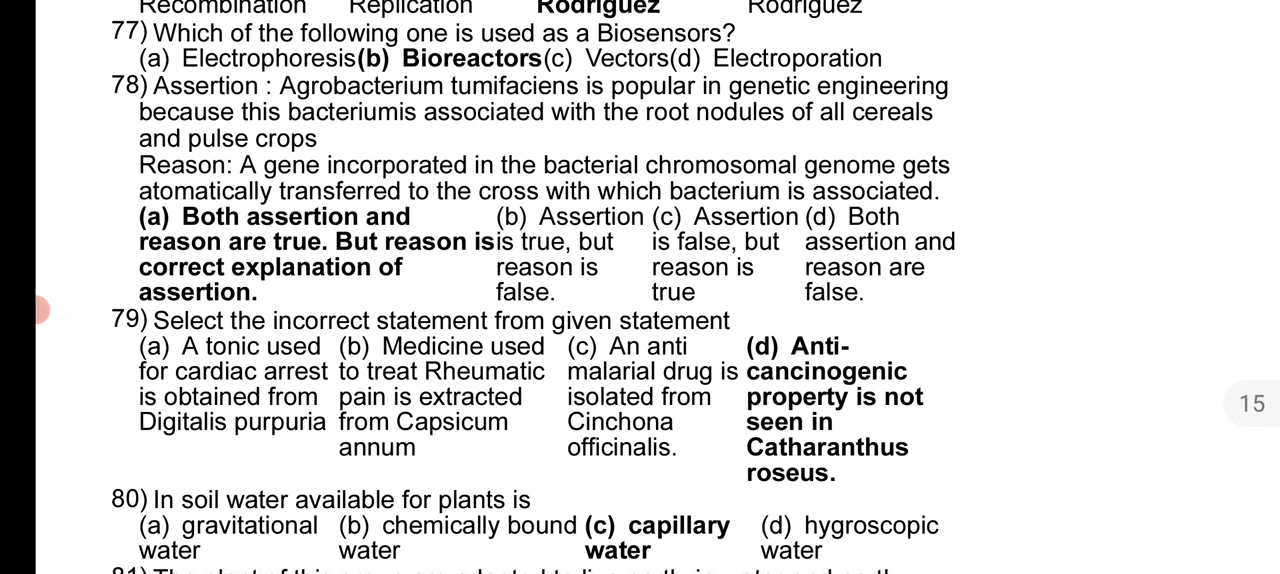 Recombination Replication Rodriguez Rodriguez
77) Which of the following one is used as a Biosensors?
(a) Electrophoresis(b) Bioreactors(c) Vectors(d) Electroporation
78) Assertion : Agrobacterium tumifaciens is popular in genetic engineering
because this bacteriumis associated with the root nodules of all cereals
and pulse crops
Reason: A gene incorporated in the bacterial chromosomal genome gets
atomatically transferred to the cross with which bacterium is associated.
(a) Both assertion and (b) Assertion (c) Assertion (d) Both
reason are true. But reason is is true, but is false, but assertion and
correct explanation of reason is reason is reason are
assertion. false. true false.
79) Select the incorrect statement from given statement
(a) A tonic used (b) Medicine used (c) An anti (d) Anti-
for cardiac arrest to treat Rheumatic malarial drug is cancinogenic
is obtained from pain is extracted isolated from property is not
Digitalis purpuria from Capsicum Cinchona seen in
annum officinalis. Catharanthus
roseus.
15
80) In soil water available for plants is
(a) gravitational (b) chemically bound (c) capillary (d) hygroscopic
water water water water